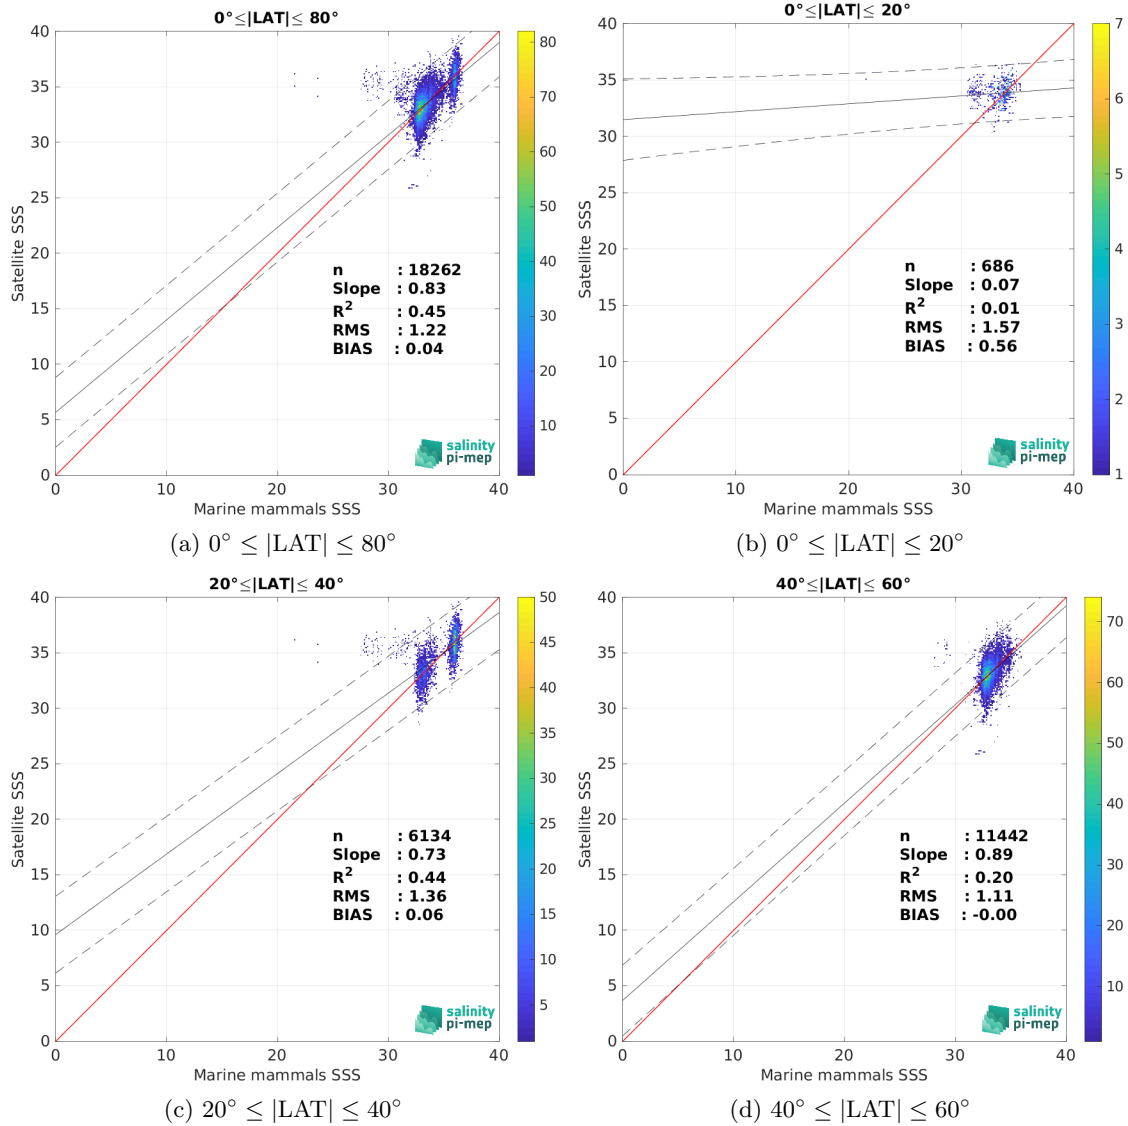 0°≤|LAT|≤ 80°
Satellite SSS
40
35
30
25
20
15
10
5
0
n : 18262
Slope : 0.83
R² : 0.45
RMS : 1.22
BIAS : 0.04
salinity
pi-mep
0 10 20 30 40
Marine mammals SSS
80
70
60
50
40
30
20
10
(a) 0° ≤ |LAT| ≤ 80°
0°≤|LAT|≤ 20°
Satellite SSS
40
35
30
25
20
15
10
5
0
n : 686
Slope : 0.07
R² : 0.01
RMS : 1.57
BIAS : 0.56
salinity
pi-mep
0 10 20 30 40
Marine mammals SSS
7
6
5
4
3
2
1
(b) 0° ≤ |LAT| ≤ 20°
20°≤|LAT|≤ 40°
Satellite SSS
40
35
30
25
20
15
10
5
0
n : 6134
Slope : 0.73
R² : 0.44
RMS : 1.36
BIAS : 0.06
salinity
pi-mep
0 10 20 30 40
Marine mammals SSS
50
45
40
35
30
25
20
15
10
5
(c) 20° ≤ |LAT| ≤ 40°
40°≤|LAT|≤ 60°
Satellite SSS
40
35
30
25
20
15
10
5
0
n : 11442
Slope : 0.89
R² : 0.20
RMS : 1.11
BIAS : -0.00
salinity
pi-mep
0 10 20 30 40
Marine mammals SSS
70
60
50
40
30
20
10
(d) 40° ≤ |LAT| ≤ 60°